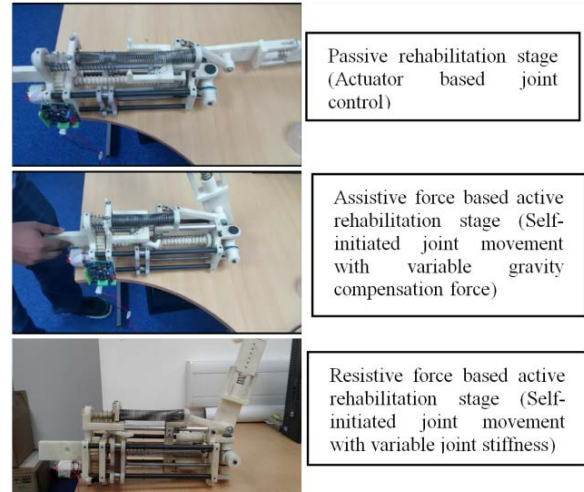 Passive rehabilitation stage
(Actuator based joint
control)
Assistive force based active
rehabilitation stage (Self-
initiated joint movement
with variable gravity
compensation force)
Resistive force based active
rehabilitation stage (Self-
initiated joint movement
with variable joint stiffness)